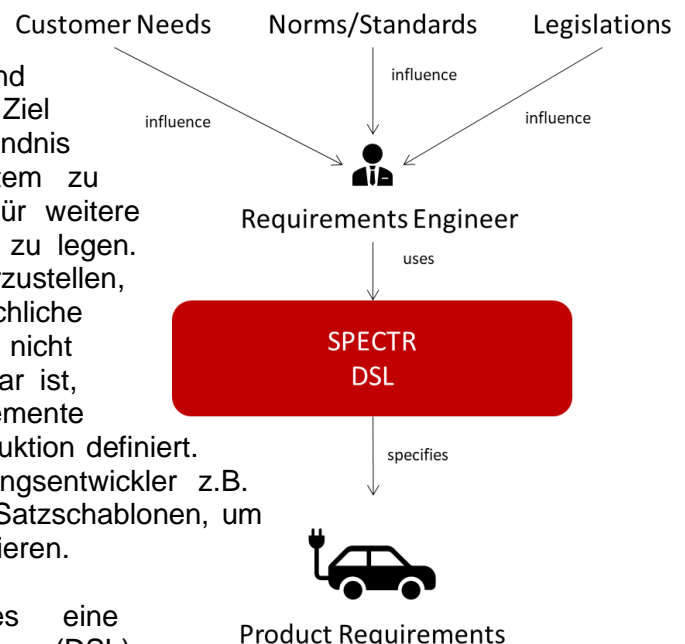 Customer Needs
Norms/Standards
Legislations
influence
influence
influence
Requirements Engineer
uses
SPECTR
DSL
specifies
Product Requirements
nd
Ziel
ndnis
tem zu
ür weitere
zu legen.
rzustellen,
chliche
nicht
ar ist,
emente
uktion definiert.
ngsentwickler z.B.
Satzschablonen, um
ieren.
es eine
(DSL)